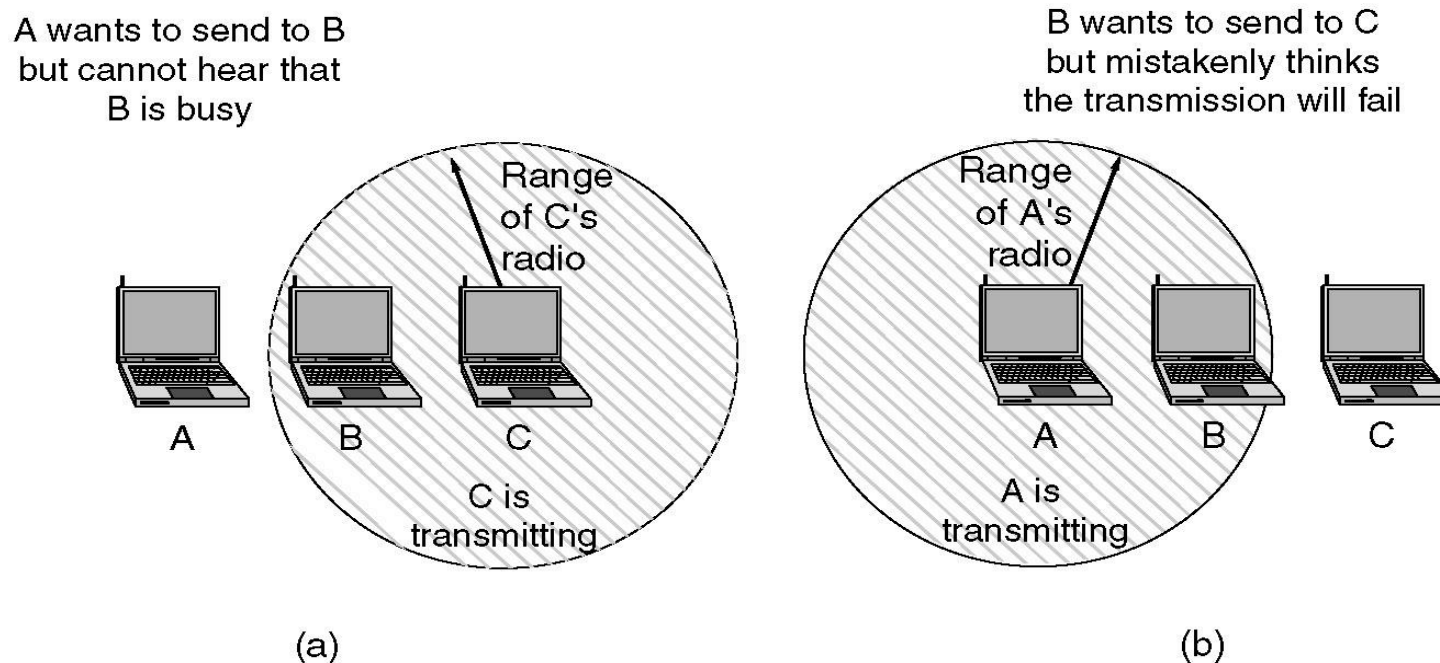 A wants to send to B
but cannot hear that
B is busy
Range
of C's
radio
A
B
C
C is
transmitting
(a)
B wants to send to C
but mistakenly thinks
the transmission will fail
Range
of A's
radio
A
B
C
A is
transmitting
(b)